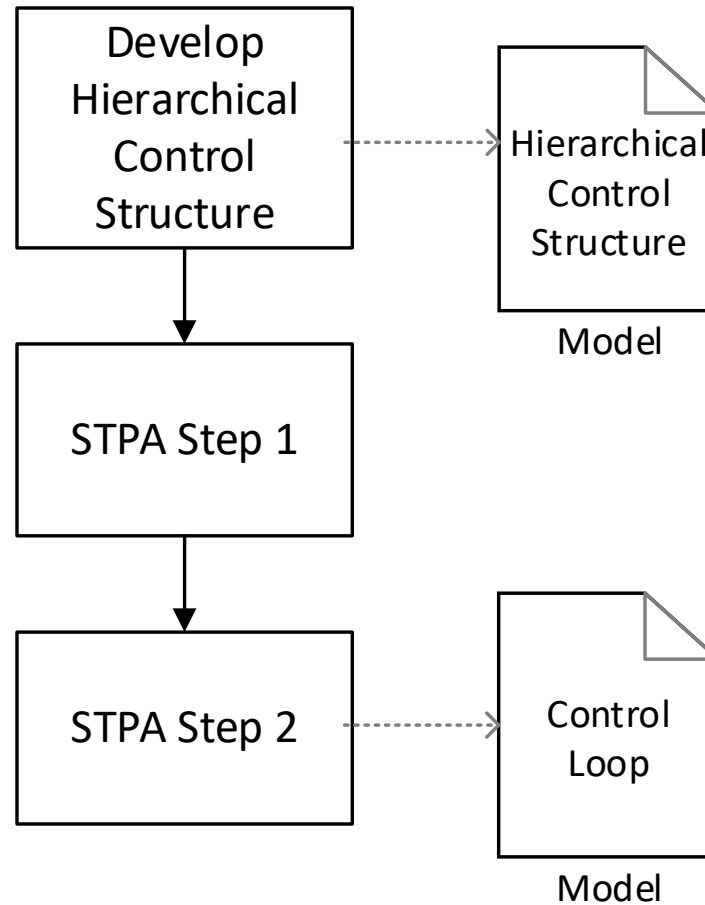 Develop
Hierarchical
Control
Structure
Hierarchical
Control
Structure
Model
STPA Step 1
STPA Step 2
Control
Loop
Model